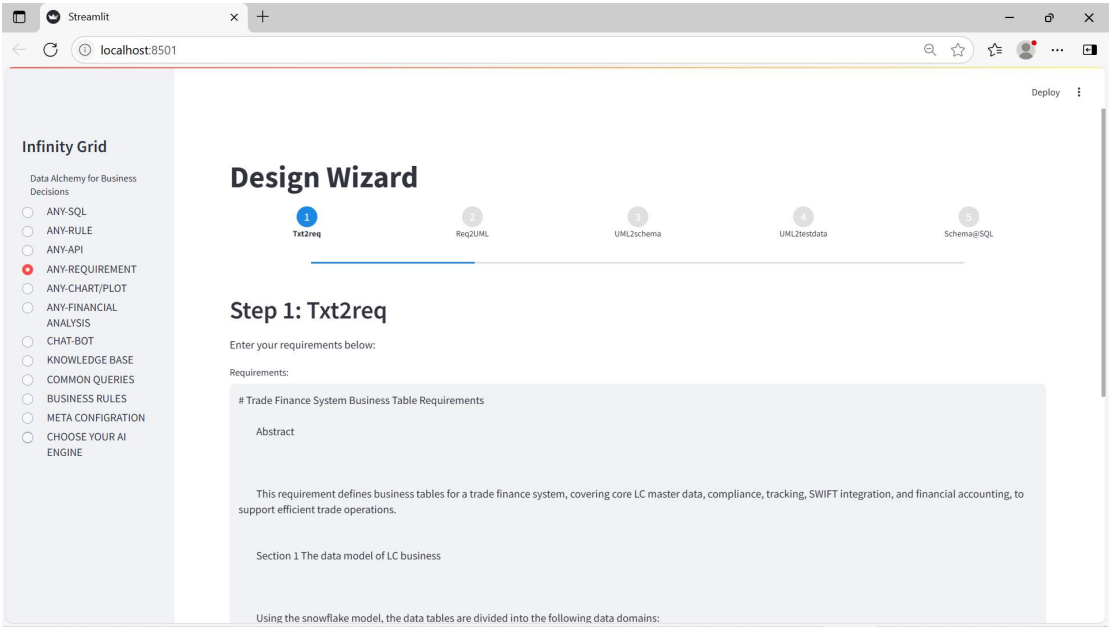 Streamlit
localhost:8501
Deploy
Infinity Grid
Data Alchemy for Business
Decisions
ANY-SQL
ANY-RULE
ANY-API
ANY-REQUIREMENT
ANY-CHART/PLOT
ANY-FINANCIAL
ANALYSIS
CHAT-BOT
KNOWLEDGE BASE
COMMON QUERIES
BUSINESS RULES
META CONFIGRATION
CHOOSE YOUR AI
ENGINE
Design Wizard
1 2 3 4 5
Txt2req Req2UML UML2schema UML2testdata Schema@SQL
Step 1: Txt2req
Enter your requirements below:
Requirements:
# Trade Finance System Business Table Requirements
Abstract
This requirement defines business tables for a trade finance system, covering core LC master data, compliance, tracking, SWIFT integration, and financial accounting, to
support efficient trade operations.
Section 1 The data model of LC business
Using the snowflake model, the data tables are divided into the following data domains: